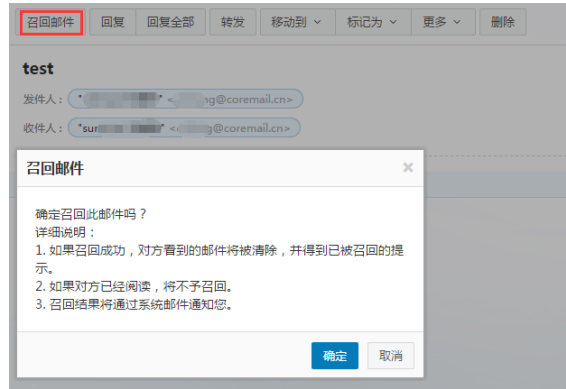 召回邮件 回复 回复全部 转发 移动到 标记为 更多 删除
test
发件人： " " < ng@coremail.cn>
收件人： "sun " < g@coremail.cn>
召回邮件 ×
确定召回此邮件吗？
详细说明：
1. 如果召回成功，对方看到的邮件将被清除，并得到已被召回的提
示。
2. 如果对方已经阅读，将不予召回。
3. 召回结果将通过系统邮件通知您。
确定 取消